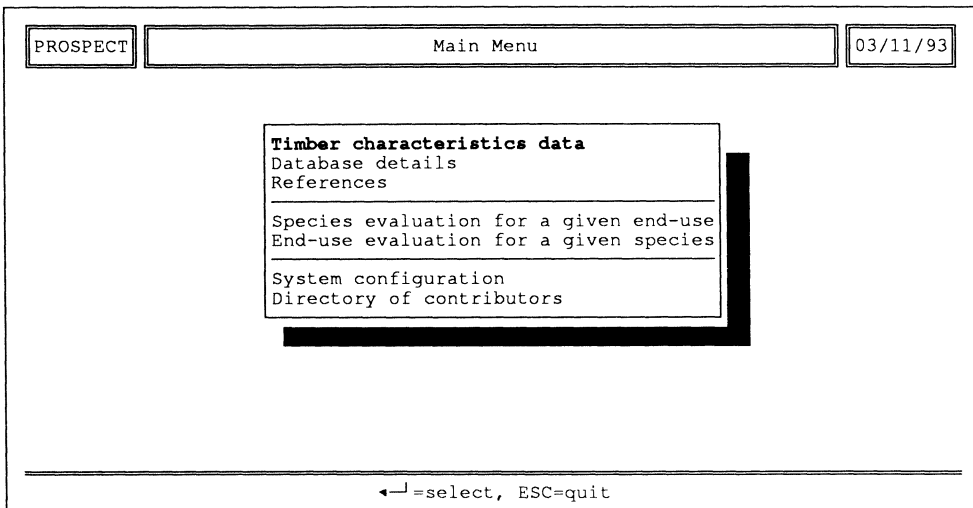 PROSPECT
Main Menu
03/11/93
Timber characteristics data
Database details
References
Species evaluation for a given end-use
End-use evaluation for a given species
System configuration
Directory of contributors
◄─┘=select, ESC=quit